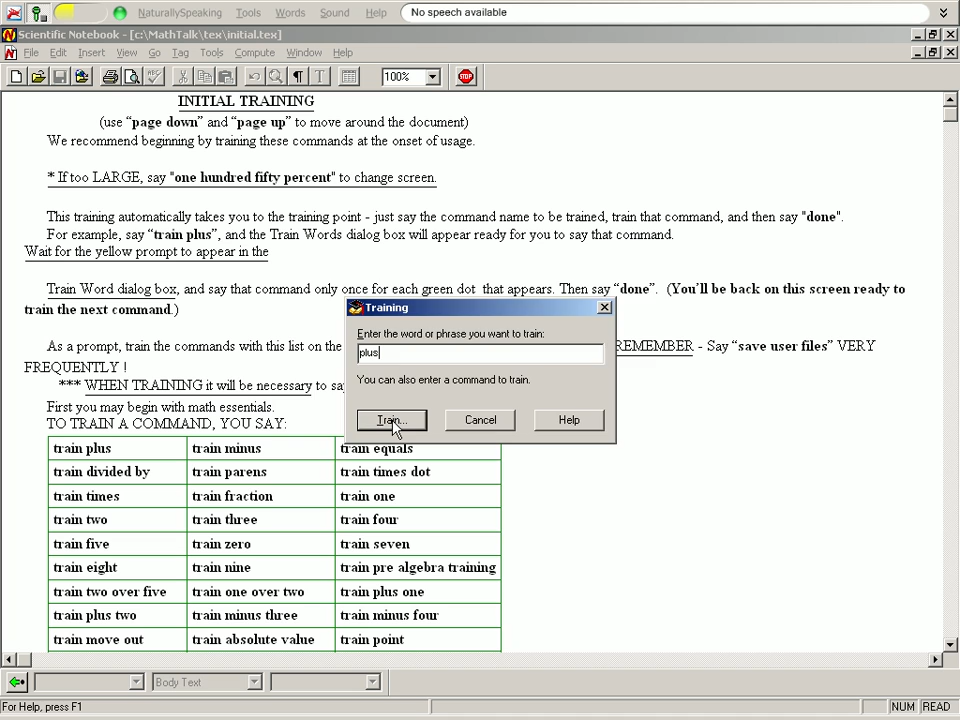 NaturallySpeaking Tools Words Sound Help No speech available
Scientific Notebook - [c:\MathTalk\tex\initial.tex]
File Edit Insert View Go Tag Tools Compute Window Help
100% STOP
INITIAL TRAINING
(use “page down” and “page up” to move around the document)
We recommend beginning by training these commands at the onset of usage.
* If too LARGE, say "one hundred fifty percent" to change screen.
This training automatically takes you to the training point - just say the command name to be trained, train that command, and then say "done".
For example, say “train plus”, and the Train Words dialog box will appear ready for you to say that command.
Wait for the yellow prompt to appear in the
Train Word dialog box, and say that command only once for each green dot that appears. Then say “done”. (You’ll be back on this screen ready to
train the next command.)
Training
Enter the word or phrase you want to train:
plus
You can also enter a command to train.
Train... Cancel Help
As a prompt, train the commands with this list on the REMEMBER - Say “save user files” VERY
FREQUENTLY !
*** WHEN TRAINING it will be necessary to say
First you may begin with math essentials.
TO TRAIN A COMMAND, YOU SAY:
train plus train minus train equals
train divided by train parens train times dot
train times train fraction train one
train two train three train four
train five train zero train seven
train eight train nine train pre algebra training
train two over five train one over two train plus one
train plus two train minus three train minus four
train move out train absolute value train point
Body Text
For Help, press F1 NUM READ